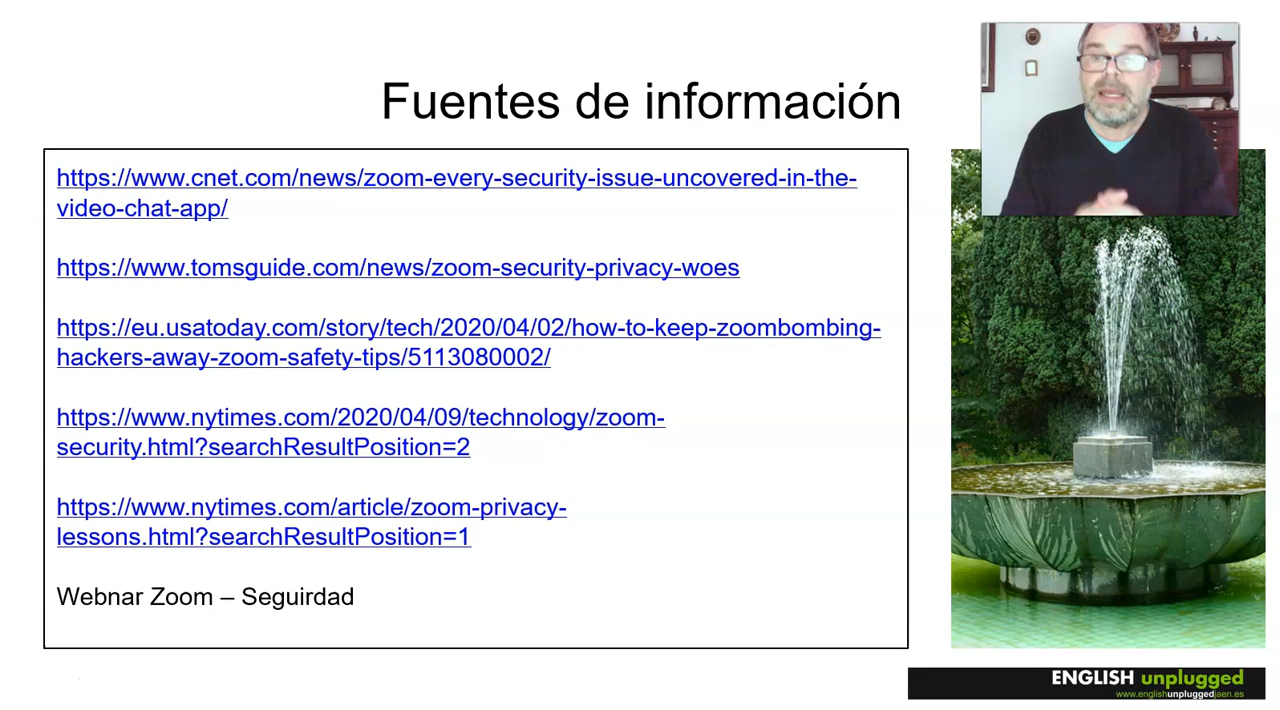 Fuentes de información
https://www.cnet.com/news/zoom-every-security-issue-uncovered-in-the-
video-chat-app/
https://www.tomsguide.com/news/zoom-security-privacy-woes
https://eu.usatoday.com/story/tech/2020/04/02/how-to-keep-zoombombing-
hackers-away-zoom-safety-tips/5113080002/
https://www.nytimes.com/2020/04/09/technology/zoom-
security.html?searchResultPosition=2
https://www.nytimes.com/article/zoom-privacy-
lessons.html?searchResultPosition=1
Webnar Zoom – Seguirdad
ENGLISH unplugged
www.englishunpluggedjaen.es